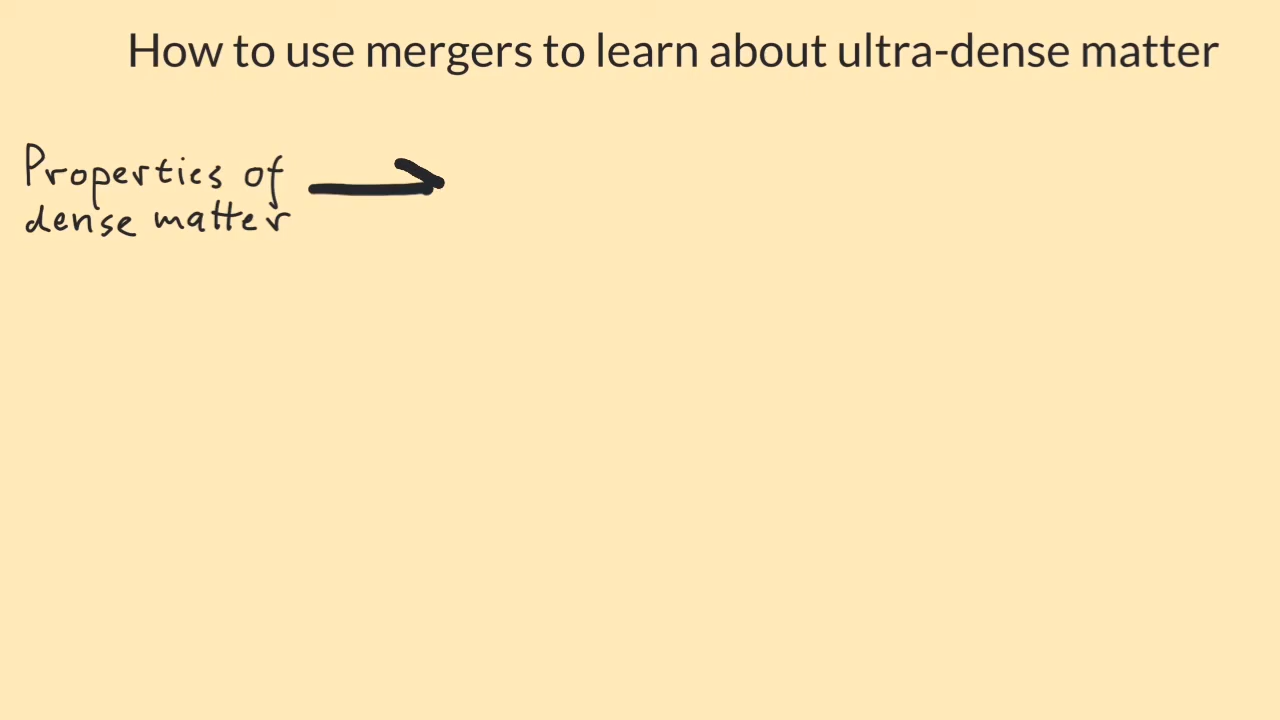 How to use mergers to learn about ultra-dense matter
Properties of
dense matter